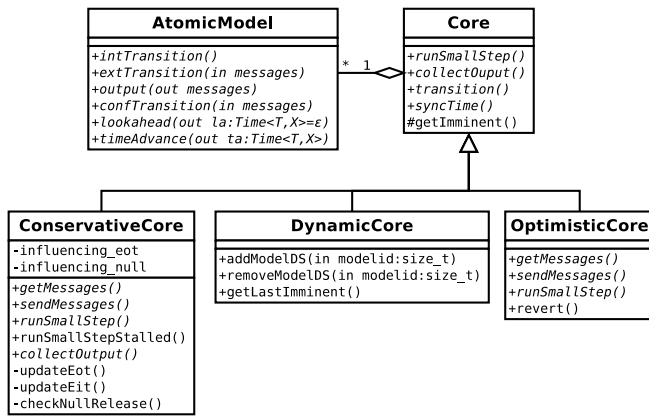 AtomicModel
+intTransition()
+extTransition(in messages)
+output(out messages)
+confTransition(in messages)
+lookahead(out la:Time<T,X>=ε)
+timeAdvance(out ta:Time<T,X>)
* 1
Core
+runSmallStep()
+collectOuput()
+transition()
+syncTime()
#getImminent()
ConservativeCore
-influencing_eot
-influencing_null
+getMessages()
+sendMessages()
+runSmallStep()
+runSmallStepStalled()
+collectOutput()
-updateEot()
-updateEit()
-checkNullRelease()
DynamicCore
+addModelDS(in modelid:size_t)
+removeModelDS(in modelid:size_t)
+getLastImminent()
OptimisticCore
+getMessages()
+sendMessages()
+runSmallStep()
+revert()